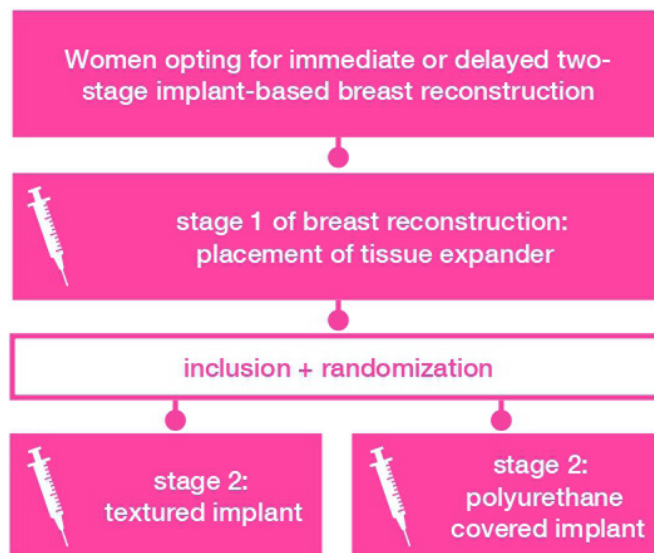 Women opting for immediate or delayed two-
stage implant-based breast reconstruction
stage 1 of breast reconstruction:
placement of tissue expander
inclusion + randomization
stage 2:
textured implant
stage 2:
polyurethane
covered implant